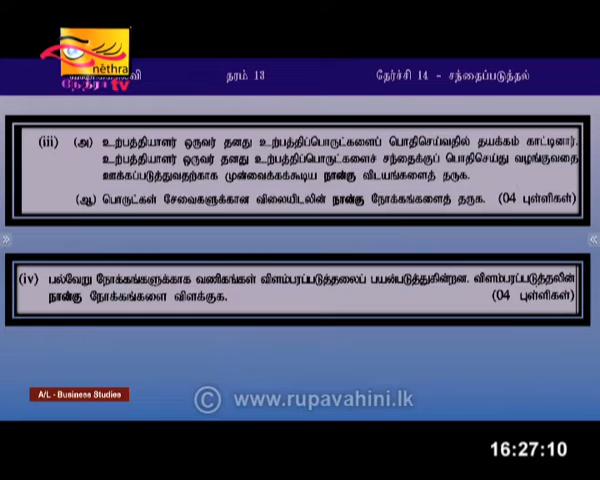 nēthra
நேத்ரா tv
தரம் 13
தேர்ச்சி 14 - சந்தைப்படுத்தல்
(iii) (அ) உற்பத்தியாளர் ஒருவர் தனது உற்பத்திப்பொருட்களைப் பொதிசெய்வதில் தயக்கம் காட்டினார்.
உற்பத்தியாளர் ஒருவர் தனது உற்பத்திப்பொருட்களைச் சந்தைக்குப் பொதிசெய்து வழங்குவதை
ஊக்கப்படுத்துவதற்காக முன்வைக்கக்கூடிய நான்கு விடயங்களைத் தருக.
(ஆ) பொருட்கள் சேவைகளுக்கான விலையிடலின் நான்கு நோக்கங்களைத் தருக. (04 புள்ளிகள்)
(iv) பல்வேறு நோக்கங்களுக்காக வணிகங்கள் விளம்பரப்படுத்தலைப் பயன்படுத்துகின்றன. விளம்பரப்படுத்தலின்
நான்கு நோக்கங்களை விளக்குக. (04 புள்ளிகள்)
A/L - Business Studies
© www.rupavahini.lk
16:27:10